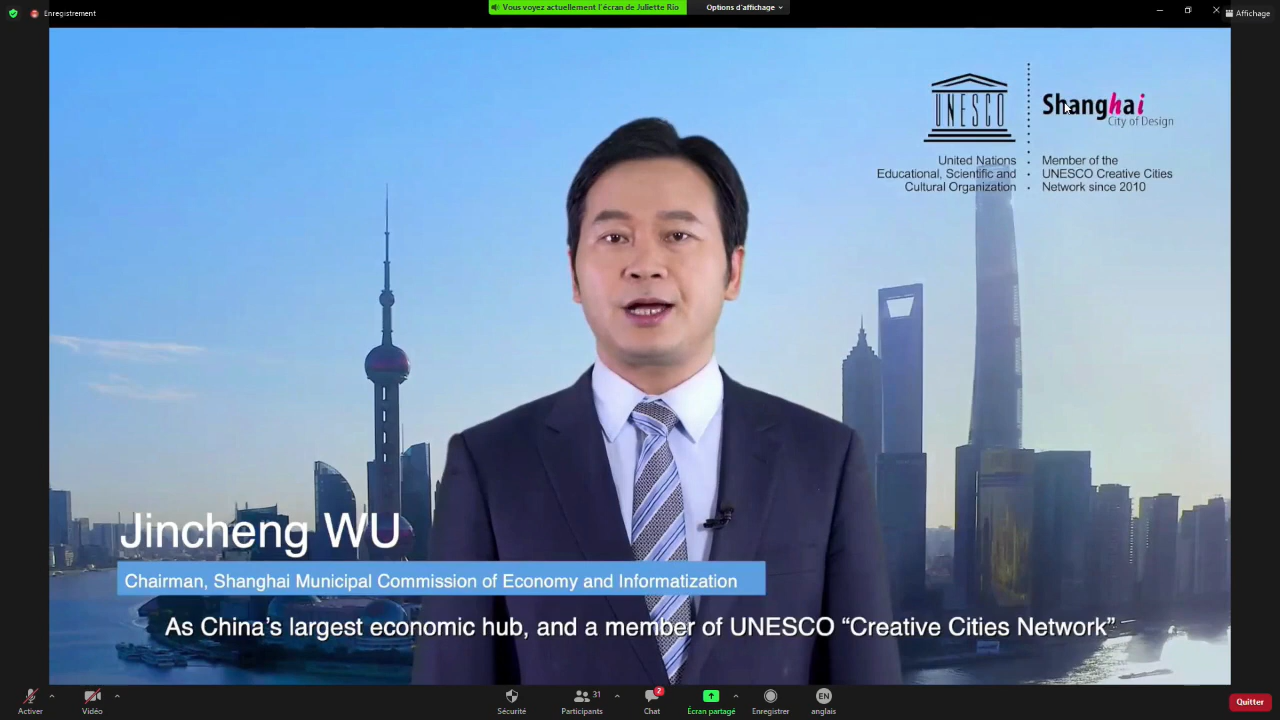 Enregistrement
Vous voyez actuellement l'écran de Juliette Rio
Options d'affichage
Affichage
UNESCO
Shanghai
City of Design
United Nations
Educational, Scientific and
Cultural Organization
Member of the
UNESCO Creative Cities
Network since 2010
Jincheng WU
Chairman, Shanghai Municipal Commission of Economy and Informatization
As China's largest economic hub, and a member of UNESCO “Creative Cities Network”
Activer
Vidéo
Sécurité
31
Participants
2
Chat
Écran partagé
Enregistrer
EN
anglais
Quitter